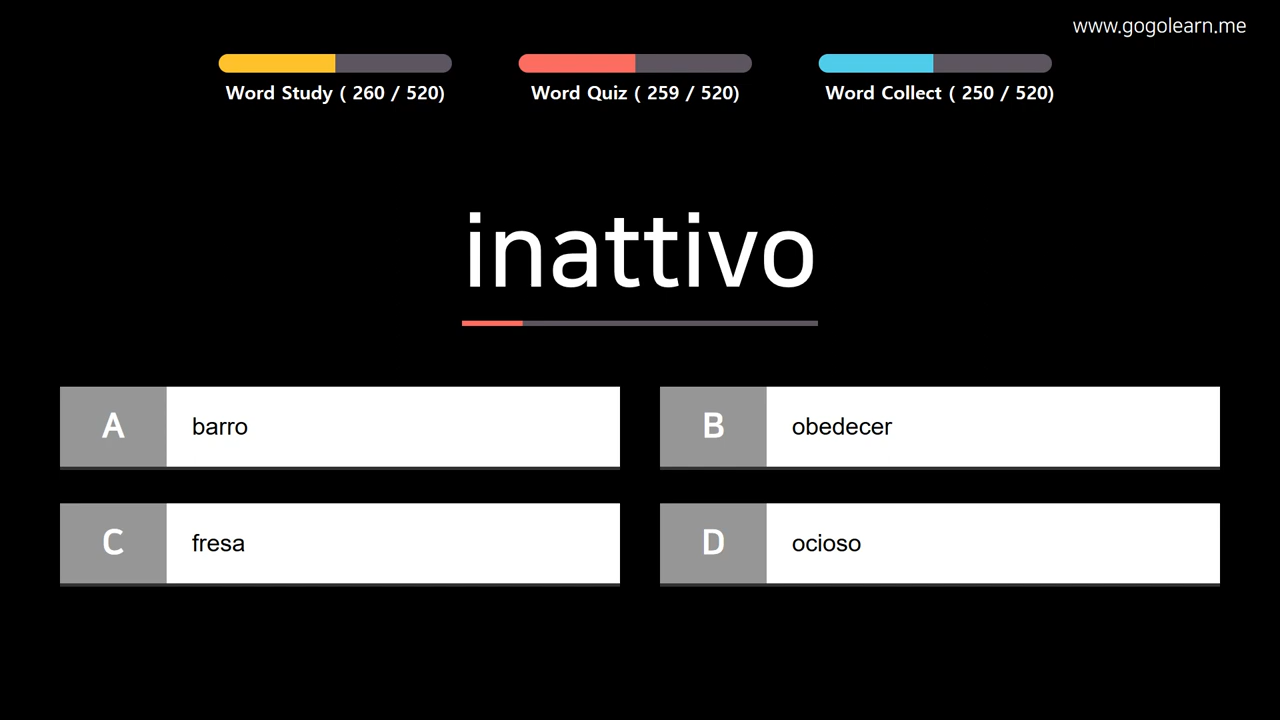 www.gogolearn.me
Word Study ( 260 / 520)
Word Quiz ( 259 / 520)
Word Collect ( 250 / 520)
inattivo
A barro
B obedecer
C fresa
D ocioso